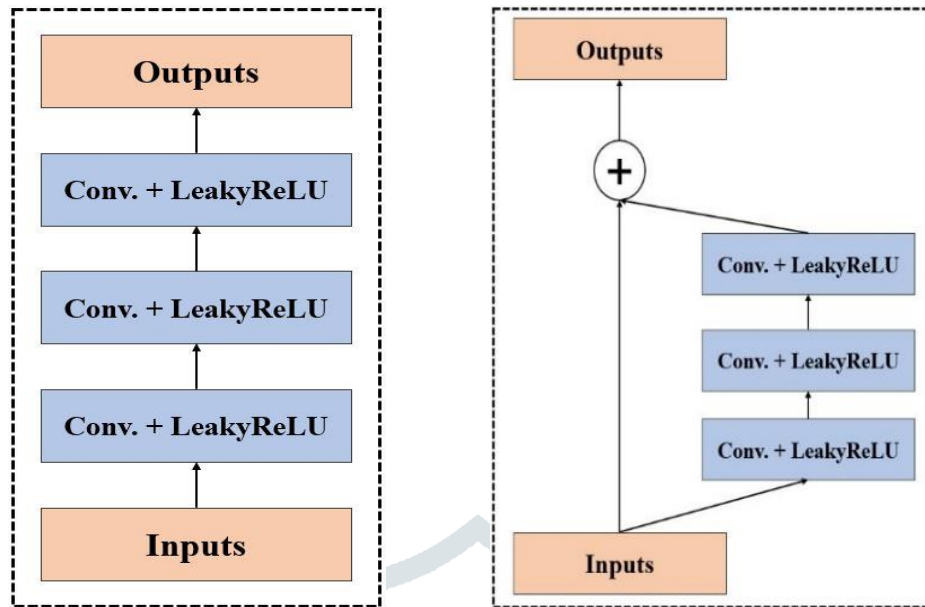 Outputs
Conv. + LeakyReLU
Conv. + LeakyReLU
Conv. + LeakyReLU
Inputs
Outputs
+
Conv. + LeakyReLU
Conv. + LeakyReLU
Conv. + LeakyReLU
Inputs